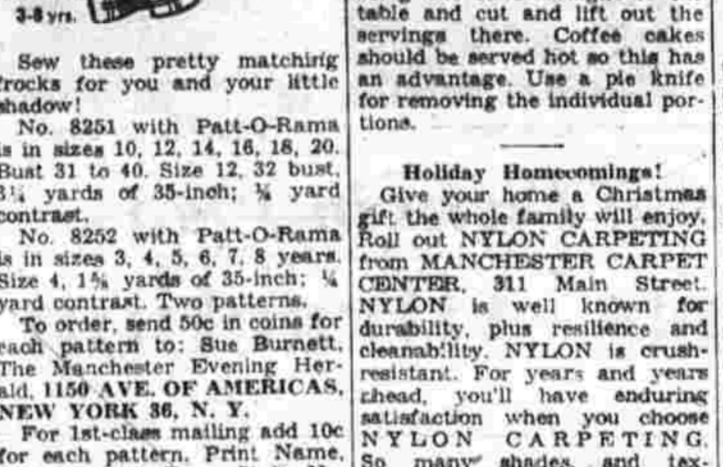 3-8 yrs.
Sew these pretty matching
frocks for you and your little
shadow!
No. 8251 with Patt-O-Rama
is in sizes 10, 12, 14, 16, 18, 20.
Bust 31 to 40. Size 12, 32 bust,
3¼ yards of 35-inch; yard
contrast.
No. 8252 with Patt-O-Rama
is in sizes 3, 4, 5, 6, 7, 8 years.
Size 4, yards of 35-inch; ¼
yard contrast. Two patterns.
To order, send 50c in coins for
each pattern to: Sue Burnett,
The Manchester Evening Her-
ald, 1150 AVE. OF AMERICAS,
NEW YORK 36, N. Y.
For 1st-class mailing add 10c
for each pattern. Print Name,
table and cut and lift out the
servings there. Coffee cakes
should be served hot so this has
an advantage. Use a pie knife
for removing the individual por-
tions.
Holiday Homecomings!
Give your home a Christmas
gift the whole family will enjoy.
Roll out NYLON CARPETING
from MANCHESTER CARPET
CENTER, 311 Main Street.
NYLON is well known for
durability, plus resilience and
cleanability. NYLON is crush-
resistant. For years and years
ahead, you'll have enduring
satisfaction when you choose
NYLON CARPETING.
So many shades and tex-